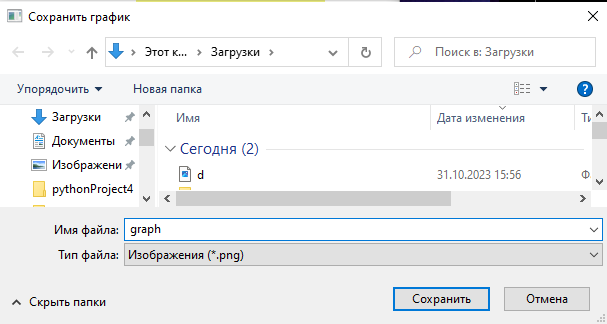 Сохранить график
Этот к... Загрузки
Поиск в: Загрузки
Упорядочить Новая папка
Загрузки
Документы
Изображени
pythonProject4
Имя Дата изменения Ти
Сегодня (2)
d 31.10.2023 15:56 Ф
Имя файла: graph
Тип файла: Изображения (*.png)
Скрыть папки Сохранить Отмена